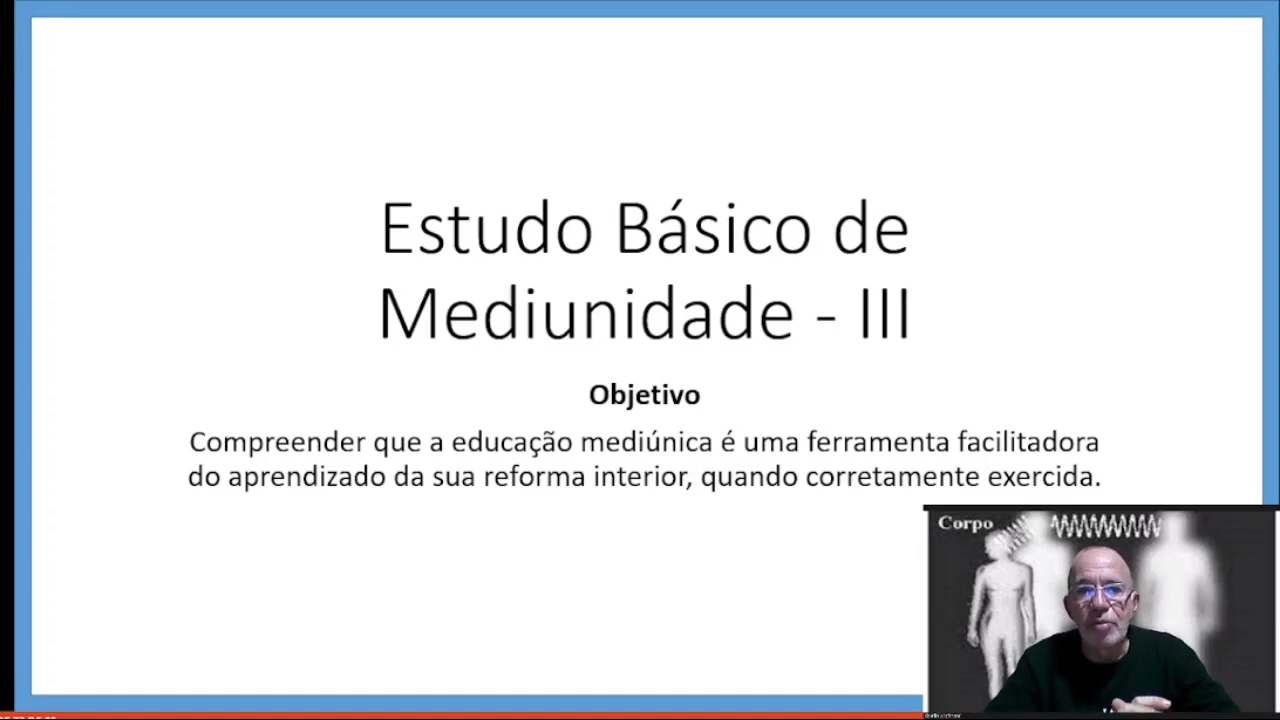 Estudo Básico de
Mediunidade - III
Objetivo
Compreender que a educação mediúnica é uma ferramenta facilitadora
do aprendizado da sua reforma interior, quando corretamente exercida.
Corpo